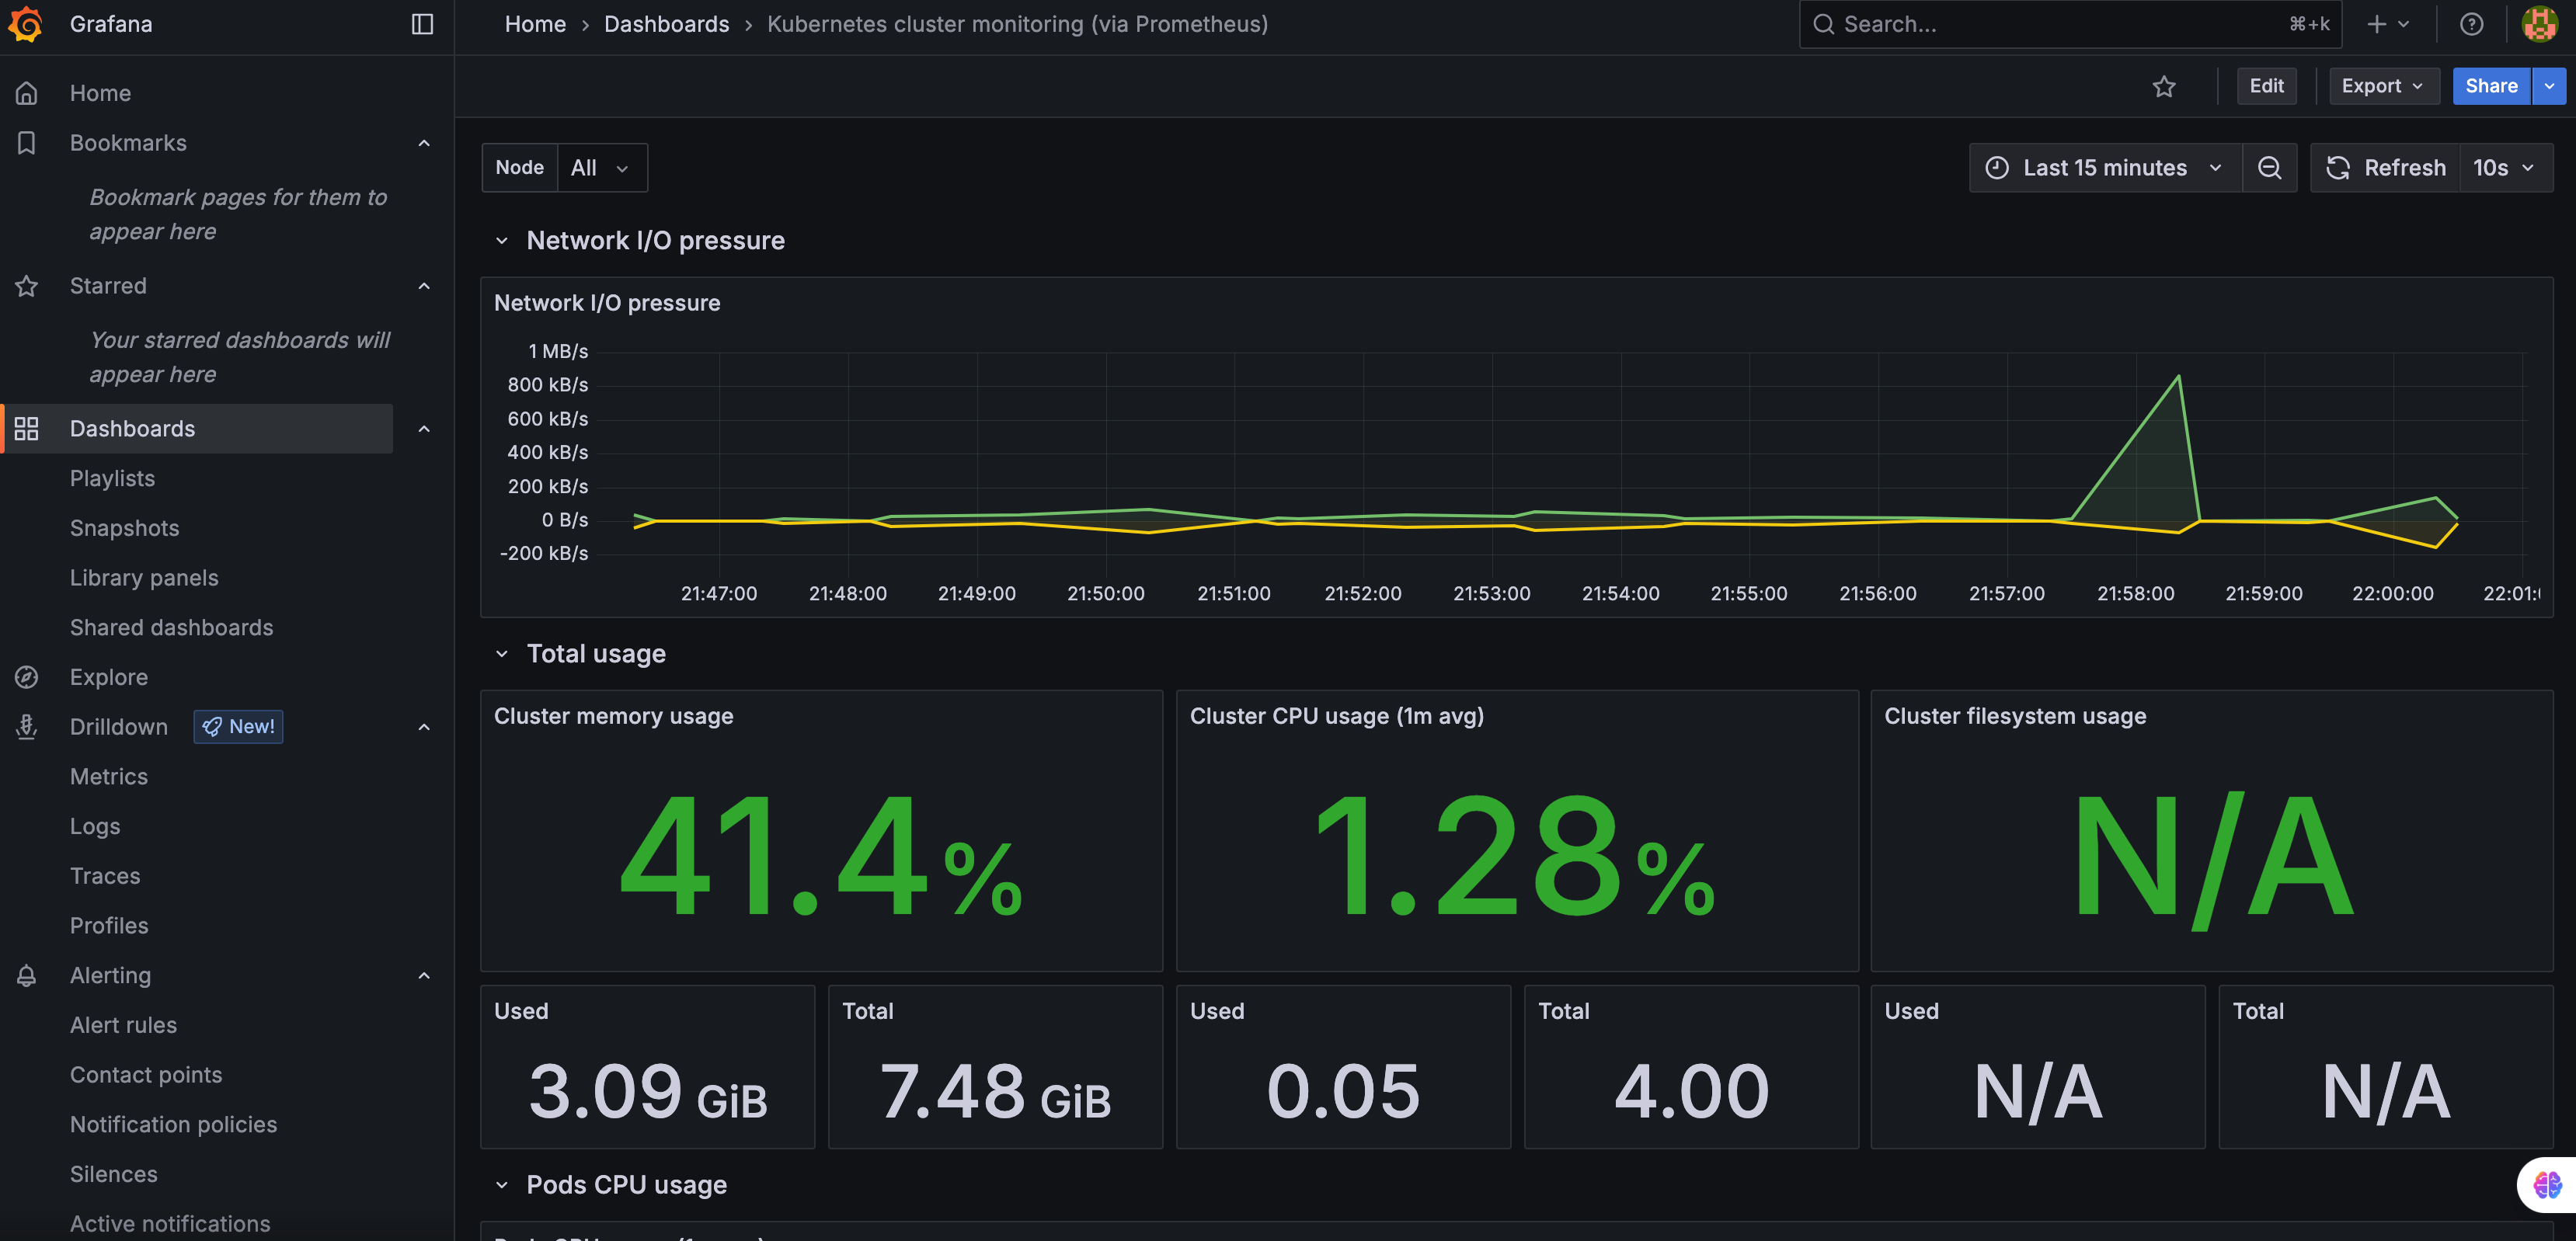 Grafana
Home
Dashboards
Kubernetes cluster monitoring (via Prometheus)
Search...
⌘+k
Home
Bookmarks
Bookmark pages for them to
appear here
Starred
Your starred dashboards will
appear here
Dashboards
Playlists
Snapshots
Library panels
Shared dashboards
Explore
Drilldown
New!
Metrics
Logs
Traces
Profiles
Alerting
Alert rules
Contact points
Notification policies
Silences
Active notifications
Edit
Export
Share
Node
All
Last 15 minutes
Refresh
10s
Network I/O pressure
Network I/O pressure
1 MB/s
800 kB/s
600 kB/s
400 kB/s
200 kB/s
0 B/s
-200 kB/s
21:47:00 21:48:00 21:49:00 21:50:00 21:51:00 21:52:00 21:53:00 21:54:00 21:55:00 21:56:00 21:57:00 21:58:00 21:59:00 22:00:00 22:01:
Total usage
Cluster memory usage
41.4%
Cluster CPU usage (1m avg)
1.28%
Cluster filesystem usage
N/A
Used
3.09 GiB
Total
7.48 GiB
Used
0.05
Total
4.00
Used
N/A
Total
N/A
Pods CPU usage